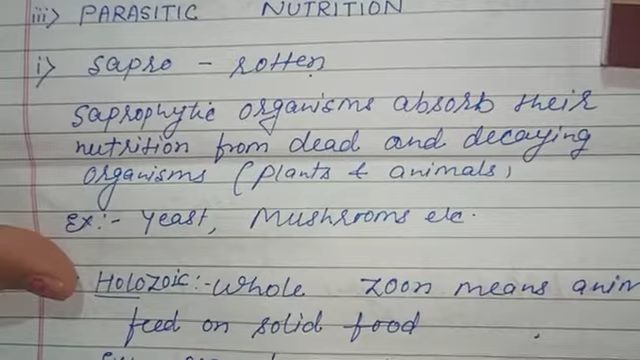 iii> PARASITIC NUTRITION
i> Sapro - rotten
Saprophytic organisms absorb their
nutrition from dead and decaying
organisms (plants & animals)
Ex:- Yeast, Mushrooms etc.
Holozoic:- Whole zoon means anim
feed on solid food